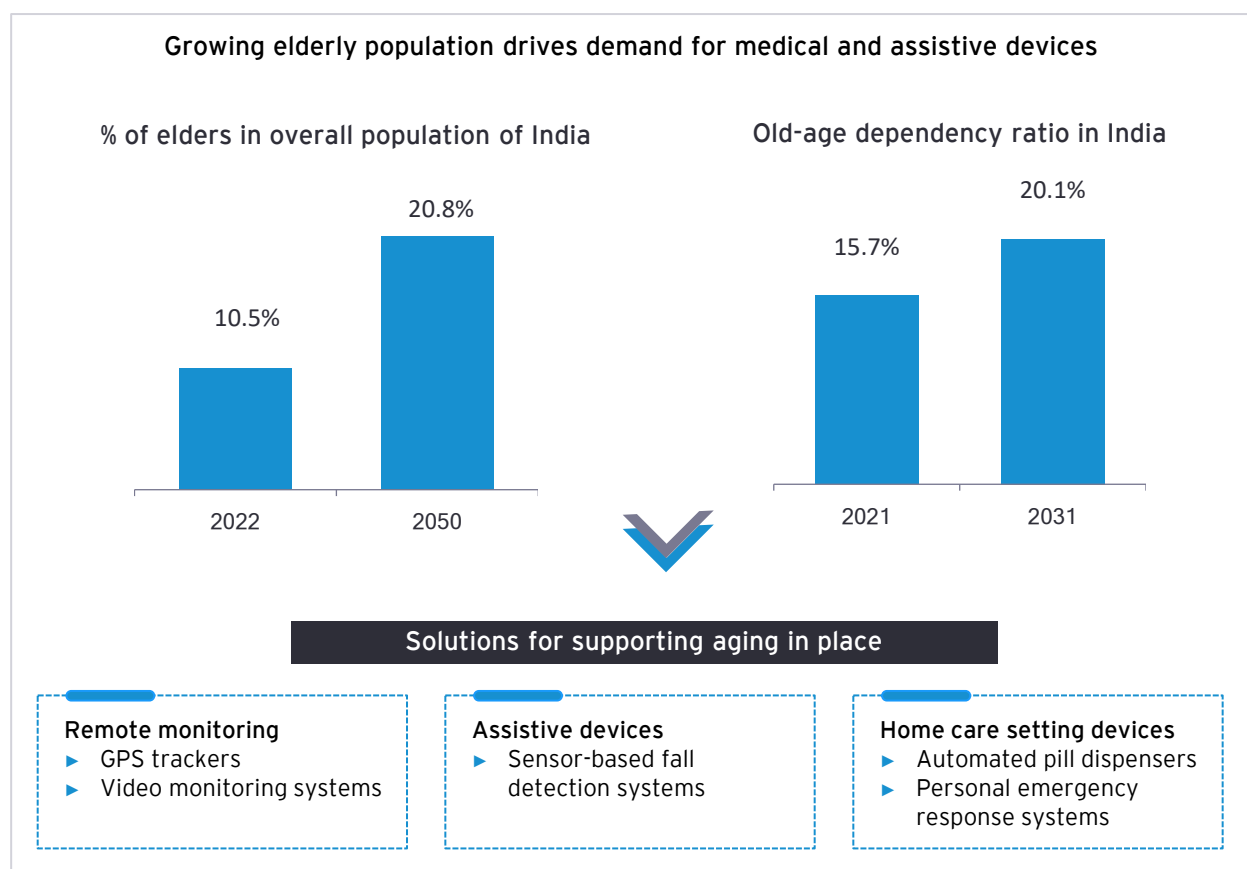 Growing elderly population drives demand for medical and assistive devices
% of elders in overall population of India
10.5%
20.8%
2022
2050
Old-age dependency ratio in India
15.7%
20.1%
2021
2031
Solutions for supporting aging in place
Remote monitoring
► GPS trackers
► Video monitoring systems
Assistive devices
► Sensor-based fall
detection systems
Home care setting devices
► Automated pill dispensers
► Personal emergency
response systems